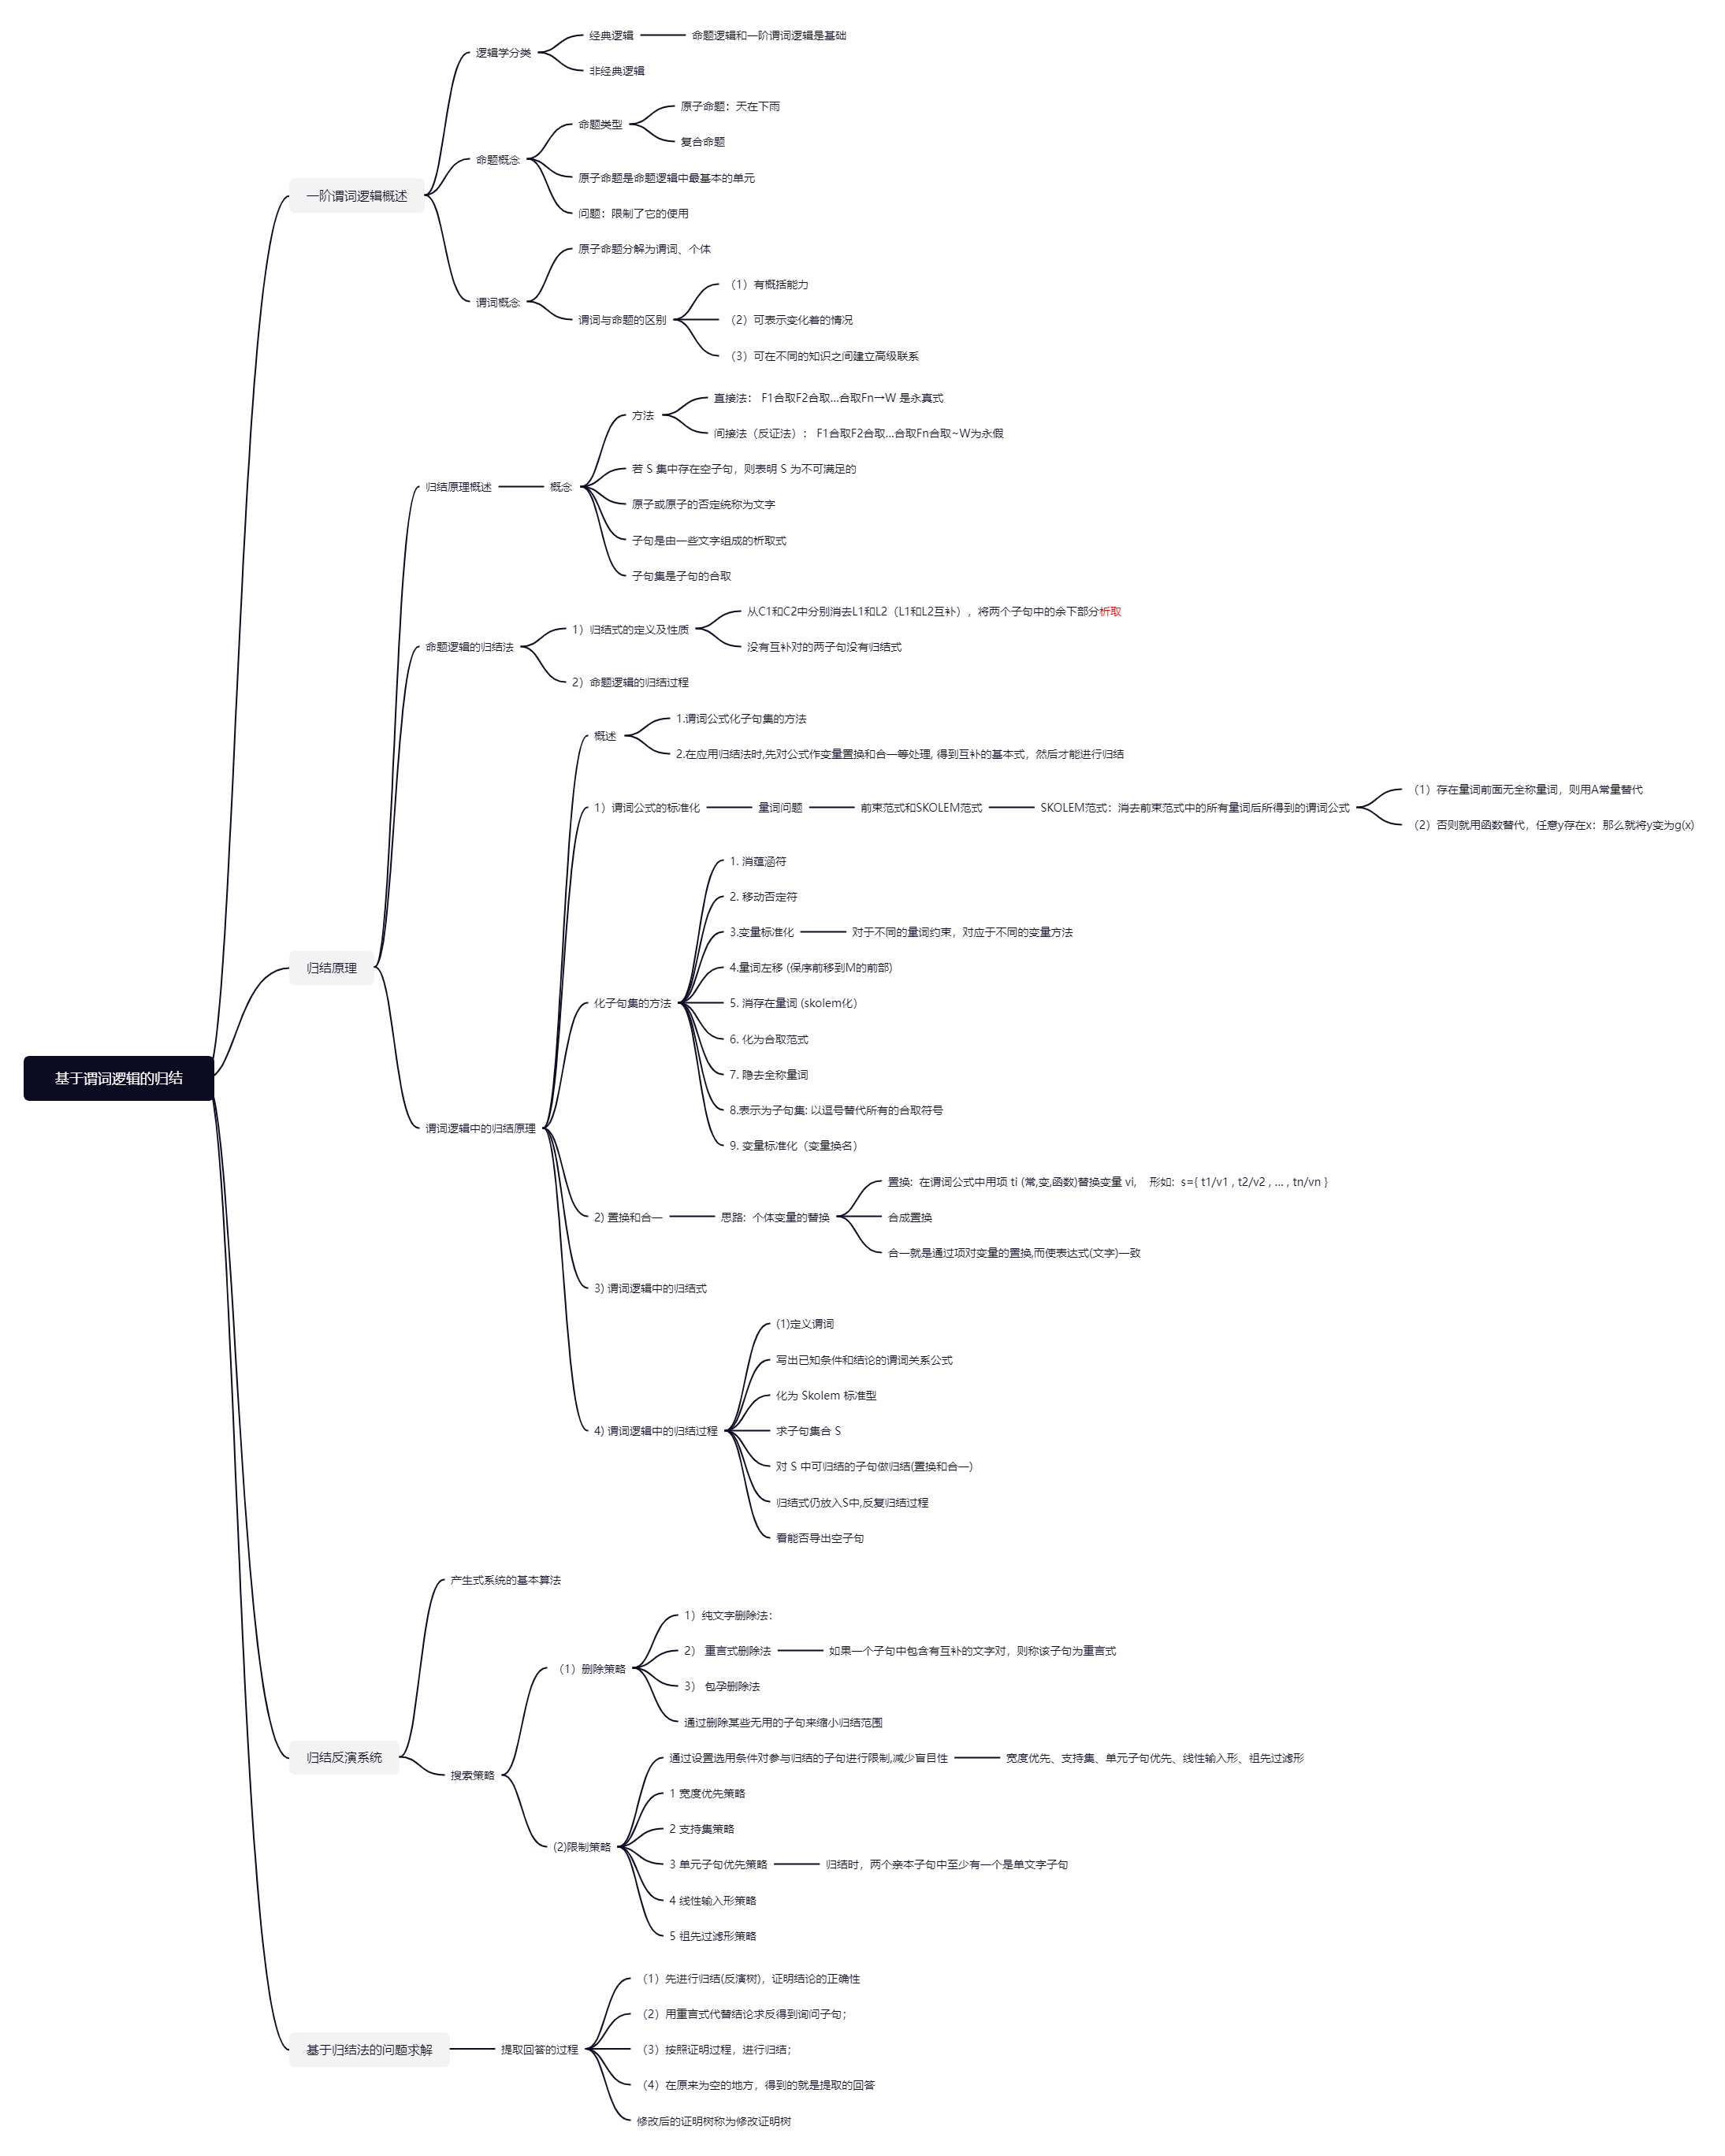 基于谓词逻辑的归结
一阶谓词逻辑概述
逻辑学分类
经典逻辑
命题逻辑和一阶谓词逻辑是基础
非经典逻辑
命题概念
命题类型
原子命题：天在下雨
复合命题
原子命题是命题逻辑中最基本的单元
问题：限制了它的使用
谓词概念
原子命题分解为谓词、个体
谓词与命题的区别
（1）有概括能力
（2）可表示变化着的情况
（3）可在不同的知识之间建立高级联系
归结原理
归结原理概述
概念
方法
直接法： F1合取F2合取...合取Fn→W 是永真式
间接法（反证法）： F1合取F2合取...合取Fn合取~W为永假
若 S 集中存在空子句，则表明 S 为不可满足的
原子或原子的否定统称为文字
子句是由一些文字组成的析取式
子句集是子句的合取
命题逻辑的归结法
1）归结式的定义及性质
从C1和C2中分别消去L1和L2（L1和L2互补），将两个子句中的余下部分析取
没有互补对的两子句没有归结式
2）命题逻辑的归结过程
谓词逻辑中的归结原理
概述
1.谓词公式化子句集的方法
2.在应用归结法时,先对公式作变量置换和合一等处理, 得到互补的基本式，然后才能进行归结
1）谓词公式的标准化
量词问题
前束范式和SKOLEM范式
SKOLEM范式：消去前束范式中的所有量词后所得到的谓词公式
（1）存在量词前面无全称量词，则用A常量替代
（2）否则就用函数替代，任意y存在x：那么就将y变为g(x)
化子句集的方法
1. 消蕴涵符
2. 移动否定符
3.变量标准化
对于不同的量词约束，对应于不同的变量方法
4.量词左移 (保序前移到M的前部)
5. 消存在量词 (skolem化）
6. 化为合取范式
7. 隐去全称量词
8.表示为子句集: 以逗号替代所有的合取符号
9. 变量标准化（变量换名）
2) 置换和合一
思路：个体变量的替换
置换：在谓词公式中用项 ti (常,变,函数)替换变量 vi， 形如：s={ t1/v1 , t2/v2 , ... , tn/vn }
合成置换
合一就是通过项对变量的置换,而使表达式(文字)一致
3) 谓词逻辑中的归结式
4) 谓词逻辑中的归结过程
(1)定义谓词
写出已知条件和结论的谓词关系公式
化为 Skolem 标准型
求子句集合 S
对 S 中可归结的子句做归结(置换和合一)
归结式仍放入S中,反复归结过程
看能否导出空子句
归结反演系统
产生式系统的基本算法
搜索策略
（1）删除策略
1）纯文字删除法：
2） 重言式删除法
如果一个子句中包含有互补的文字对，则称该子句为重言式
3） 包孕删除法
通过删除某些无用的子句来缩小归结范围
(2)限制策略
通过设置选用条件对参与归结的子句进行限制,减少盲目性
宽度优先、支持集、单元子句优先、线性输入形、祖先过滤形
1 宽度优先策略
2 支持集策略
3 单元子句优先策略
归结时，两个亲本子句中至少有一个是单文字子句
4 线性输入形策略
5 祖先过滤形策略
基于归结法的问题求解
提取回答的过程
（1）先进行归结(反演树)，证明结论的正确性
（2）用重言式代替结论求反得到询问子句；
（3）按照证明过程，进行归结；
（4）在原来为空的地方，得到的就是提取的回答
修改后的证明树称为修改证明树